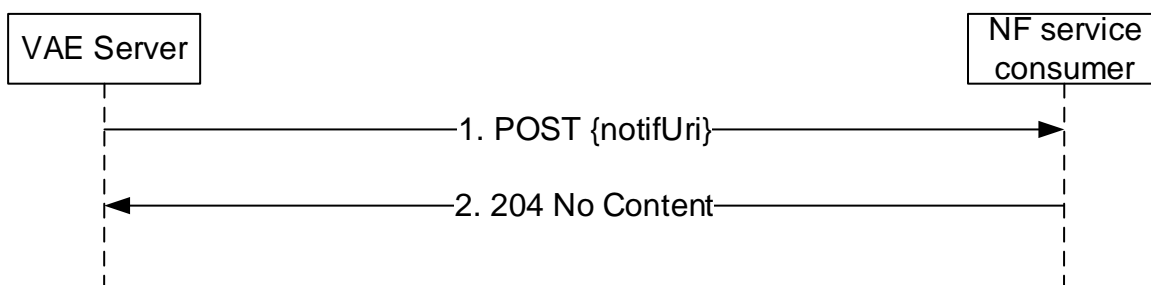 VAE Server
NF service
consumer
1. POST {notifUri}
2. 204 No Content